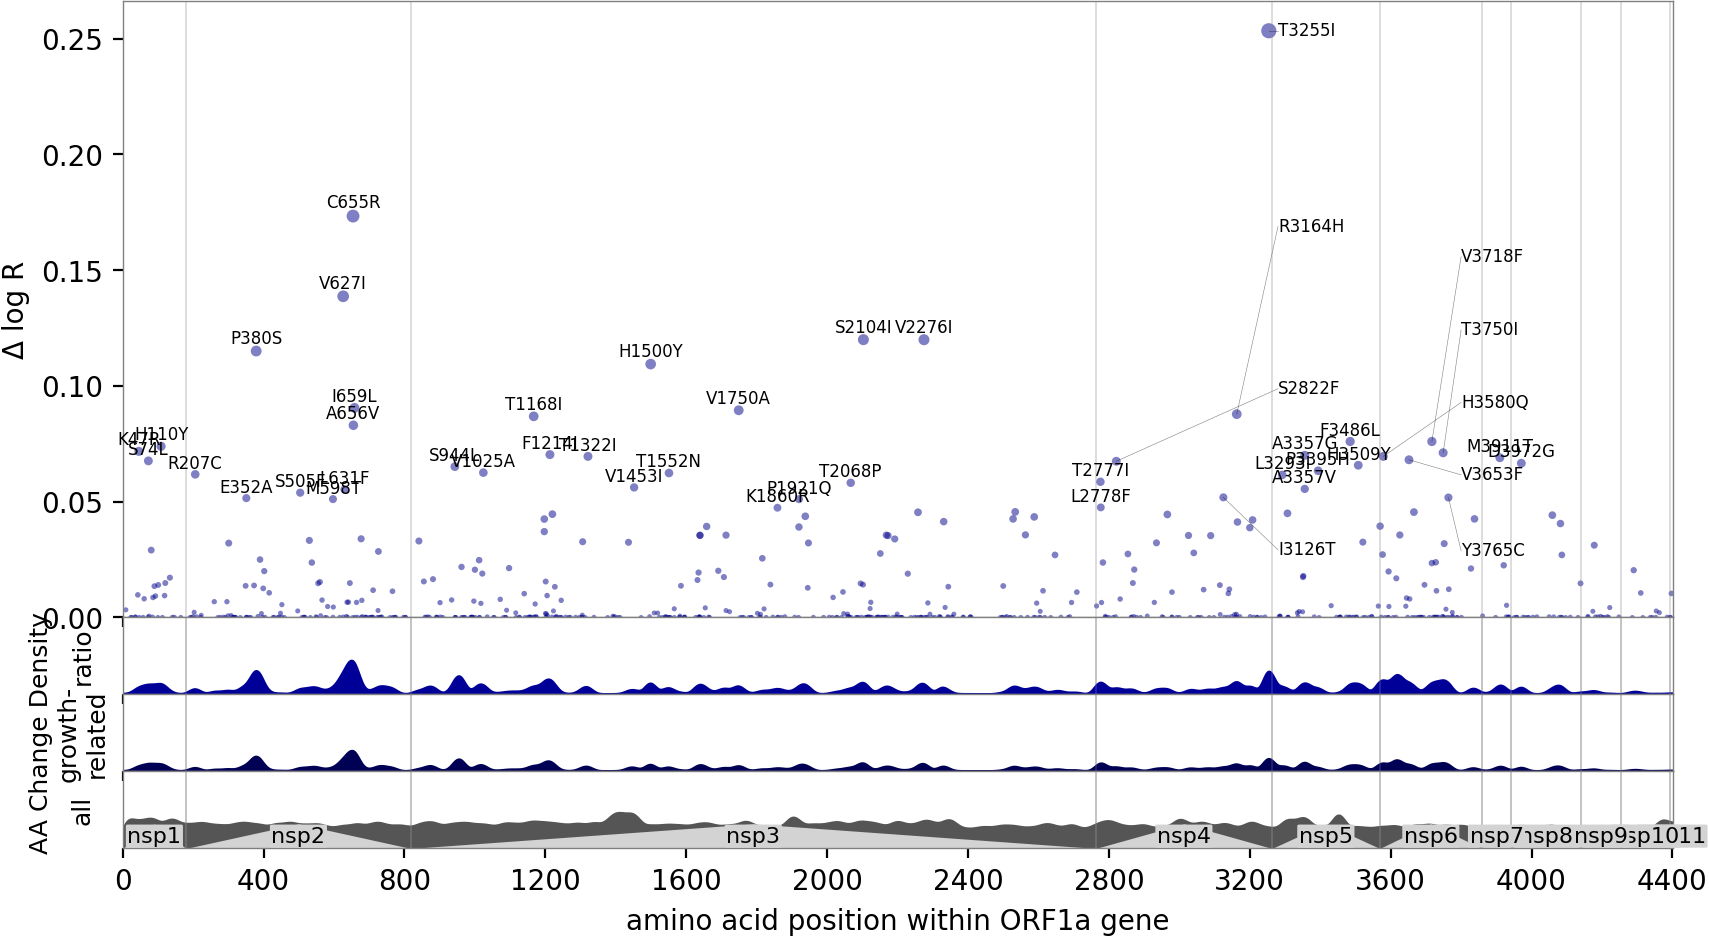 0.25
T3255I
0.20
C655R
R3164H
V3718F
0.15
V627I
T3750I
P380S
S2104I V2276I
H1500Y
Δ log R
0.10
I659L
A656V
T1168I
V1750A
S2822F
H3580Q
H110Y
K47R
S74L
R207C
S944L
V1025A
F1214L
T1322I
T1552N
T2068P
T2777I
F3486L
A3357G
H3509Y
P3395H
L3293F
A3357V
M3911T
D3972G
V3653F
E352A
S505F
L631F
M598T
V1453I
P1921Q
K1860R
L2778F
0.05
I3126T
Y3765C
0.00
AA Change Density
ratio
growth-
related
all
nsp1
nsp2
nsp3
nsp4
nsp5
nsp6
nsp7
nsp8
nsp9
sp1011
0 400 800 1200 1600 2000 2400 2800 3200 3600 4000 4400
amino acid position within ORF1a gene